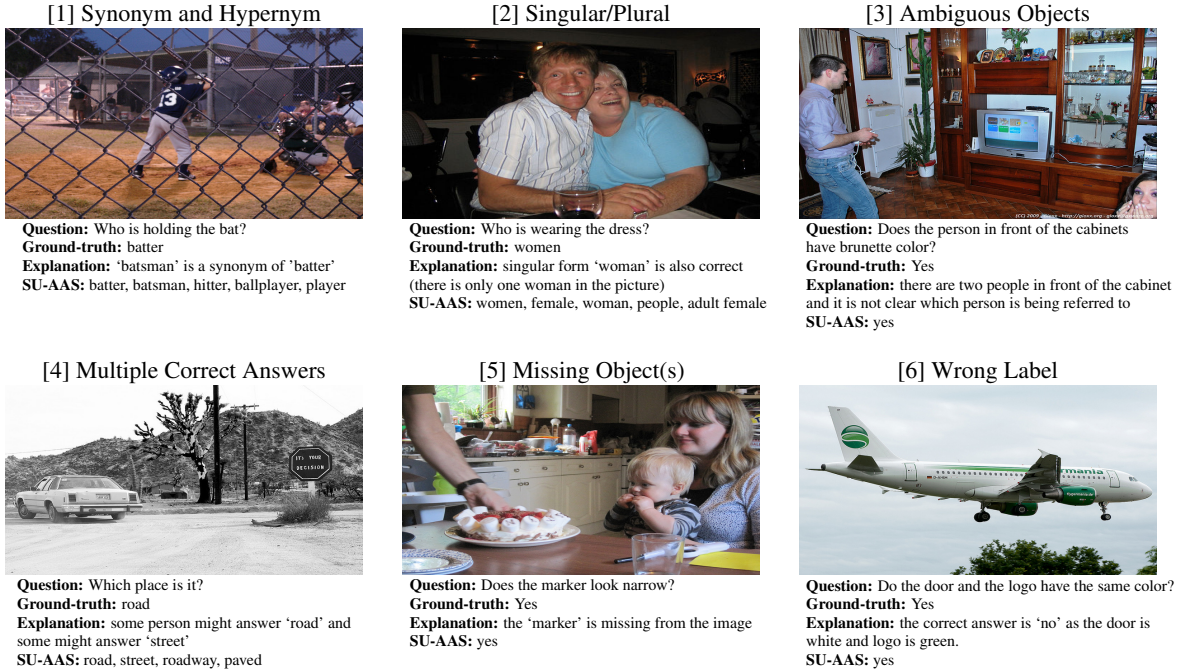 [1] Synonym and Hypernym
13
Question: Who is holding the bat?
Ground-truth: batter
Explanation: ‘batsman’ is a synonym of ’batter’
SU-AAS: batter, batsman, hitter, ballplayer, player
[2] Singular/Plural
Question: Who is wearing the dress?
Ground-truth: women
Explanation: singular form ‘woman’ is also correct
(there is only one woman in the picture)
SU-AAS: women, female, woman, people, adult female
[3] Ambiguous Objects
Question: Does the person in front of the cabinets
have brunette color?
Ground-truth: Yes
Explanation: there are two people in front of the cabinet
and it is not clear which person is being referred to
SU-AAS: yes
[4] Multiple Correct Answers
IT'S YOUR
DECISION
Question: Which place is it?
Ground-truth: road
Explanation: some person might answer ‘road’ and
some might answer ‘street’
SU-AAS: road, street, roadway, paved
[5] Missing Object(s)
Question: Does the marker look narrow?
Ground-truth: Yes
Explanation: the ‘marker’ is missing from the image
SU-AAS: yes
[6] Wrong Label
mania
Question: Do the door and the logo have the same color?
Ground-truth: Yes
Explanation: the correct answer is ‘no’ as the door is
white and logo is green.
SU-AAS: yes